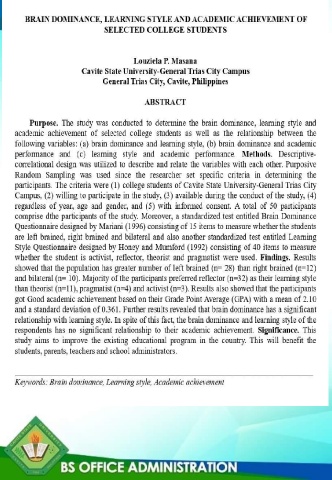 BRAIN DOMINANCE, LEARNING STYLE AND ACADEMIC ACHIEVEMENT OF
SELECTED COLLEGE STUDENTS
Louziela P. Masana
Cavite State University-General Trias City Campus
General Trias City, Cavite, Philippines
ABSTRACT
Purpose. The study was conducted to determine the brain dominance, learning style and
academic achievement of selected college students as well as the relationship between the
following variables: (a) brain dominance and learning style, (b) brain dominance and academic
performance and (c) learning style and academic performance. Methods. Descriptive-
correlational design was utilized to describe and relate the variables with each other. Purposive
Random Sampling was used since the researcher set specific criteria in determining the
participants. The criteria were (1) college students of Cavite State University-General Trias City
Campus, (2) willing to participate in the study, (3) available during the conduct of the study, (4)
regardless of year, age and gender, and (5) with informed consent. A total of 50 participants
comprise dthe participants of the study. Moreover, a standardized test entitled Brain Dominance
Questionnaire designed by Mariani (1996) consisting of 15 items to measure whether the students
are left brained, right brained and bilateral and also another standardized test entitled Learning
Style Questionnaire designed by Honey and Mumford (1992) consisting of 40 items to measure
whether the student is activist, reflector, theorist and pragmatist were used. Findings. Results
showed that the population has greater number of left brained (n= 28) than right brained (n=12)
and bilateral (n= 10). Majority of the participants preferred reflector (n=32) as their learning style
than theorist (n=11), pragmatist (n=4) and activist (n=3). Results also showed that the participants
got Good academic achievement based on their Grade Point Average (GPA) with a mean of 2.10
and a standard deviation of 0.361. Further results revealed that brain dominance has a significant
relationship with learning style. In spite of this fact, the brain dominance and learning style of the
respondents has no significant relationship to their academic achievement. Significance. This
study aims to improve the existing educational program in the country. This will benefit the
students, parents, teachers and school administrators.
Keywords: Brain dominance, Learning style, Academic achievement
BS OFFICE ADMINISTRATION